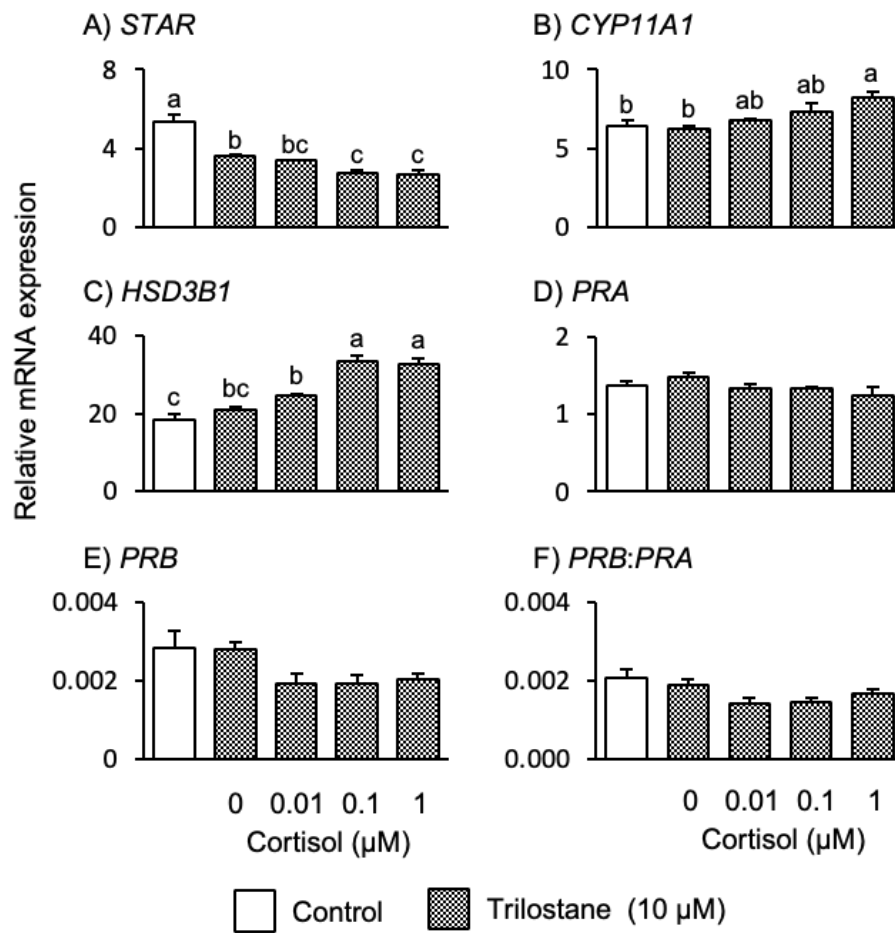 A) STAR
8
4
0
a
b
bc
c
c
B) CYP11A1
10
5
0
b
b
ab
ab
a
Relative mRNA expression
C) HSD3B1
40
20
0
c
bc
b
a
a
D) PRA
2
1
0
E) PRB
0.004
0.002
0
0 0.01 0.1 1
Cortisol (µM)
F) PRB:PRA
0.004
0.002
0.000
0 0.01 0.1 1
Cortisol (µM)
Control
Trilostane (10 µM)